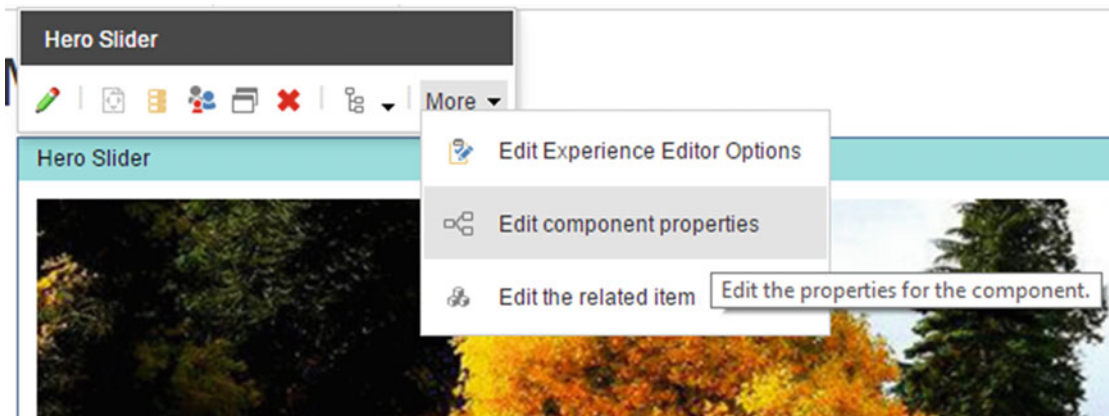 Hero Slider
More
Hero Slider
Edit Experience Editor Options
Edit component properties
Edit the related item
Edit the properties for the component.